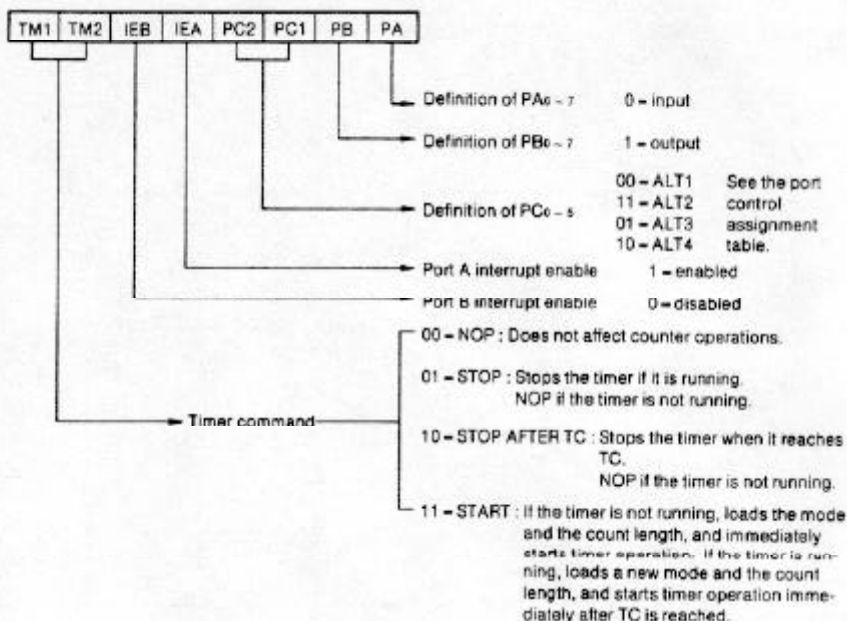 TM1 TM2 IEB IEA PC2 PC1 PB PA
Definition of PA0 ~ 7 0 = input
Definition of PB0 ~ 7 1 = output
Definition of PC0 ~ 5
00 = ALT1 See the port
11 = ALT2 control
01 = ALT3 assignment
10 = ALT4 table.
Port A interrupt enable 1 = enabled
Port B interrupt enable 0 = disabled
Timer command
00 = NOP : Does not affect counter operations.
01 = STOP : Stops the timer if it is running.
NOP if the timer is not running.
10 = STOP AFTER TC : Stops the timer when it reaches
TC.
NOP if the timer is not running.
11 = START : If the timer is not running, loads the mode
and the count length, and immediately
starts timer operation. If the timer is run-
ning, loads a new mode and the count
length, and starts timer operation imme-
diately after TC is reached.